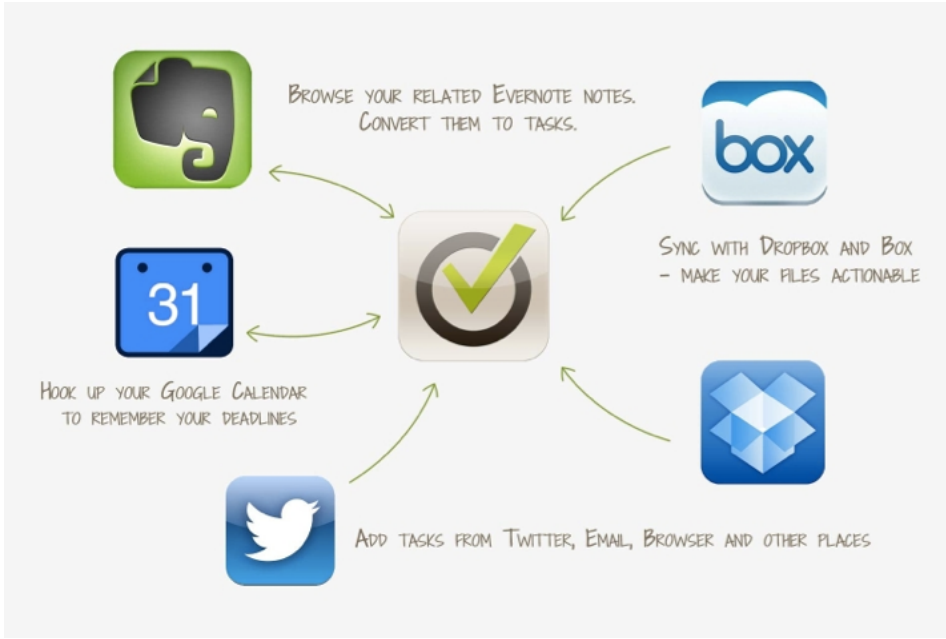 Browse your related Evernote notes.
Convert them to tasks.
box
Sync with Dropbox and Box
- make your files actionable
31
Hook up your Google Calendar
to remember your deadlines
Add tasks from Twitter, Email, Browser and other places